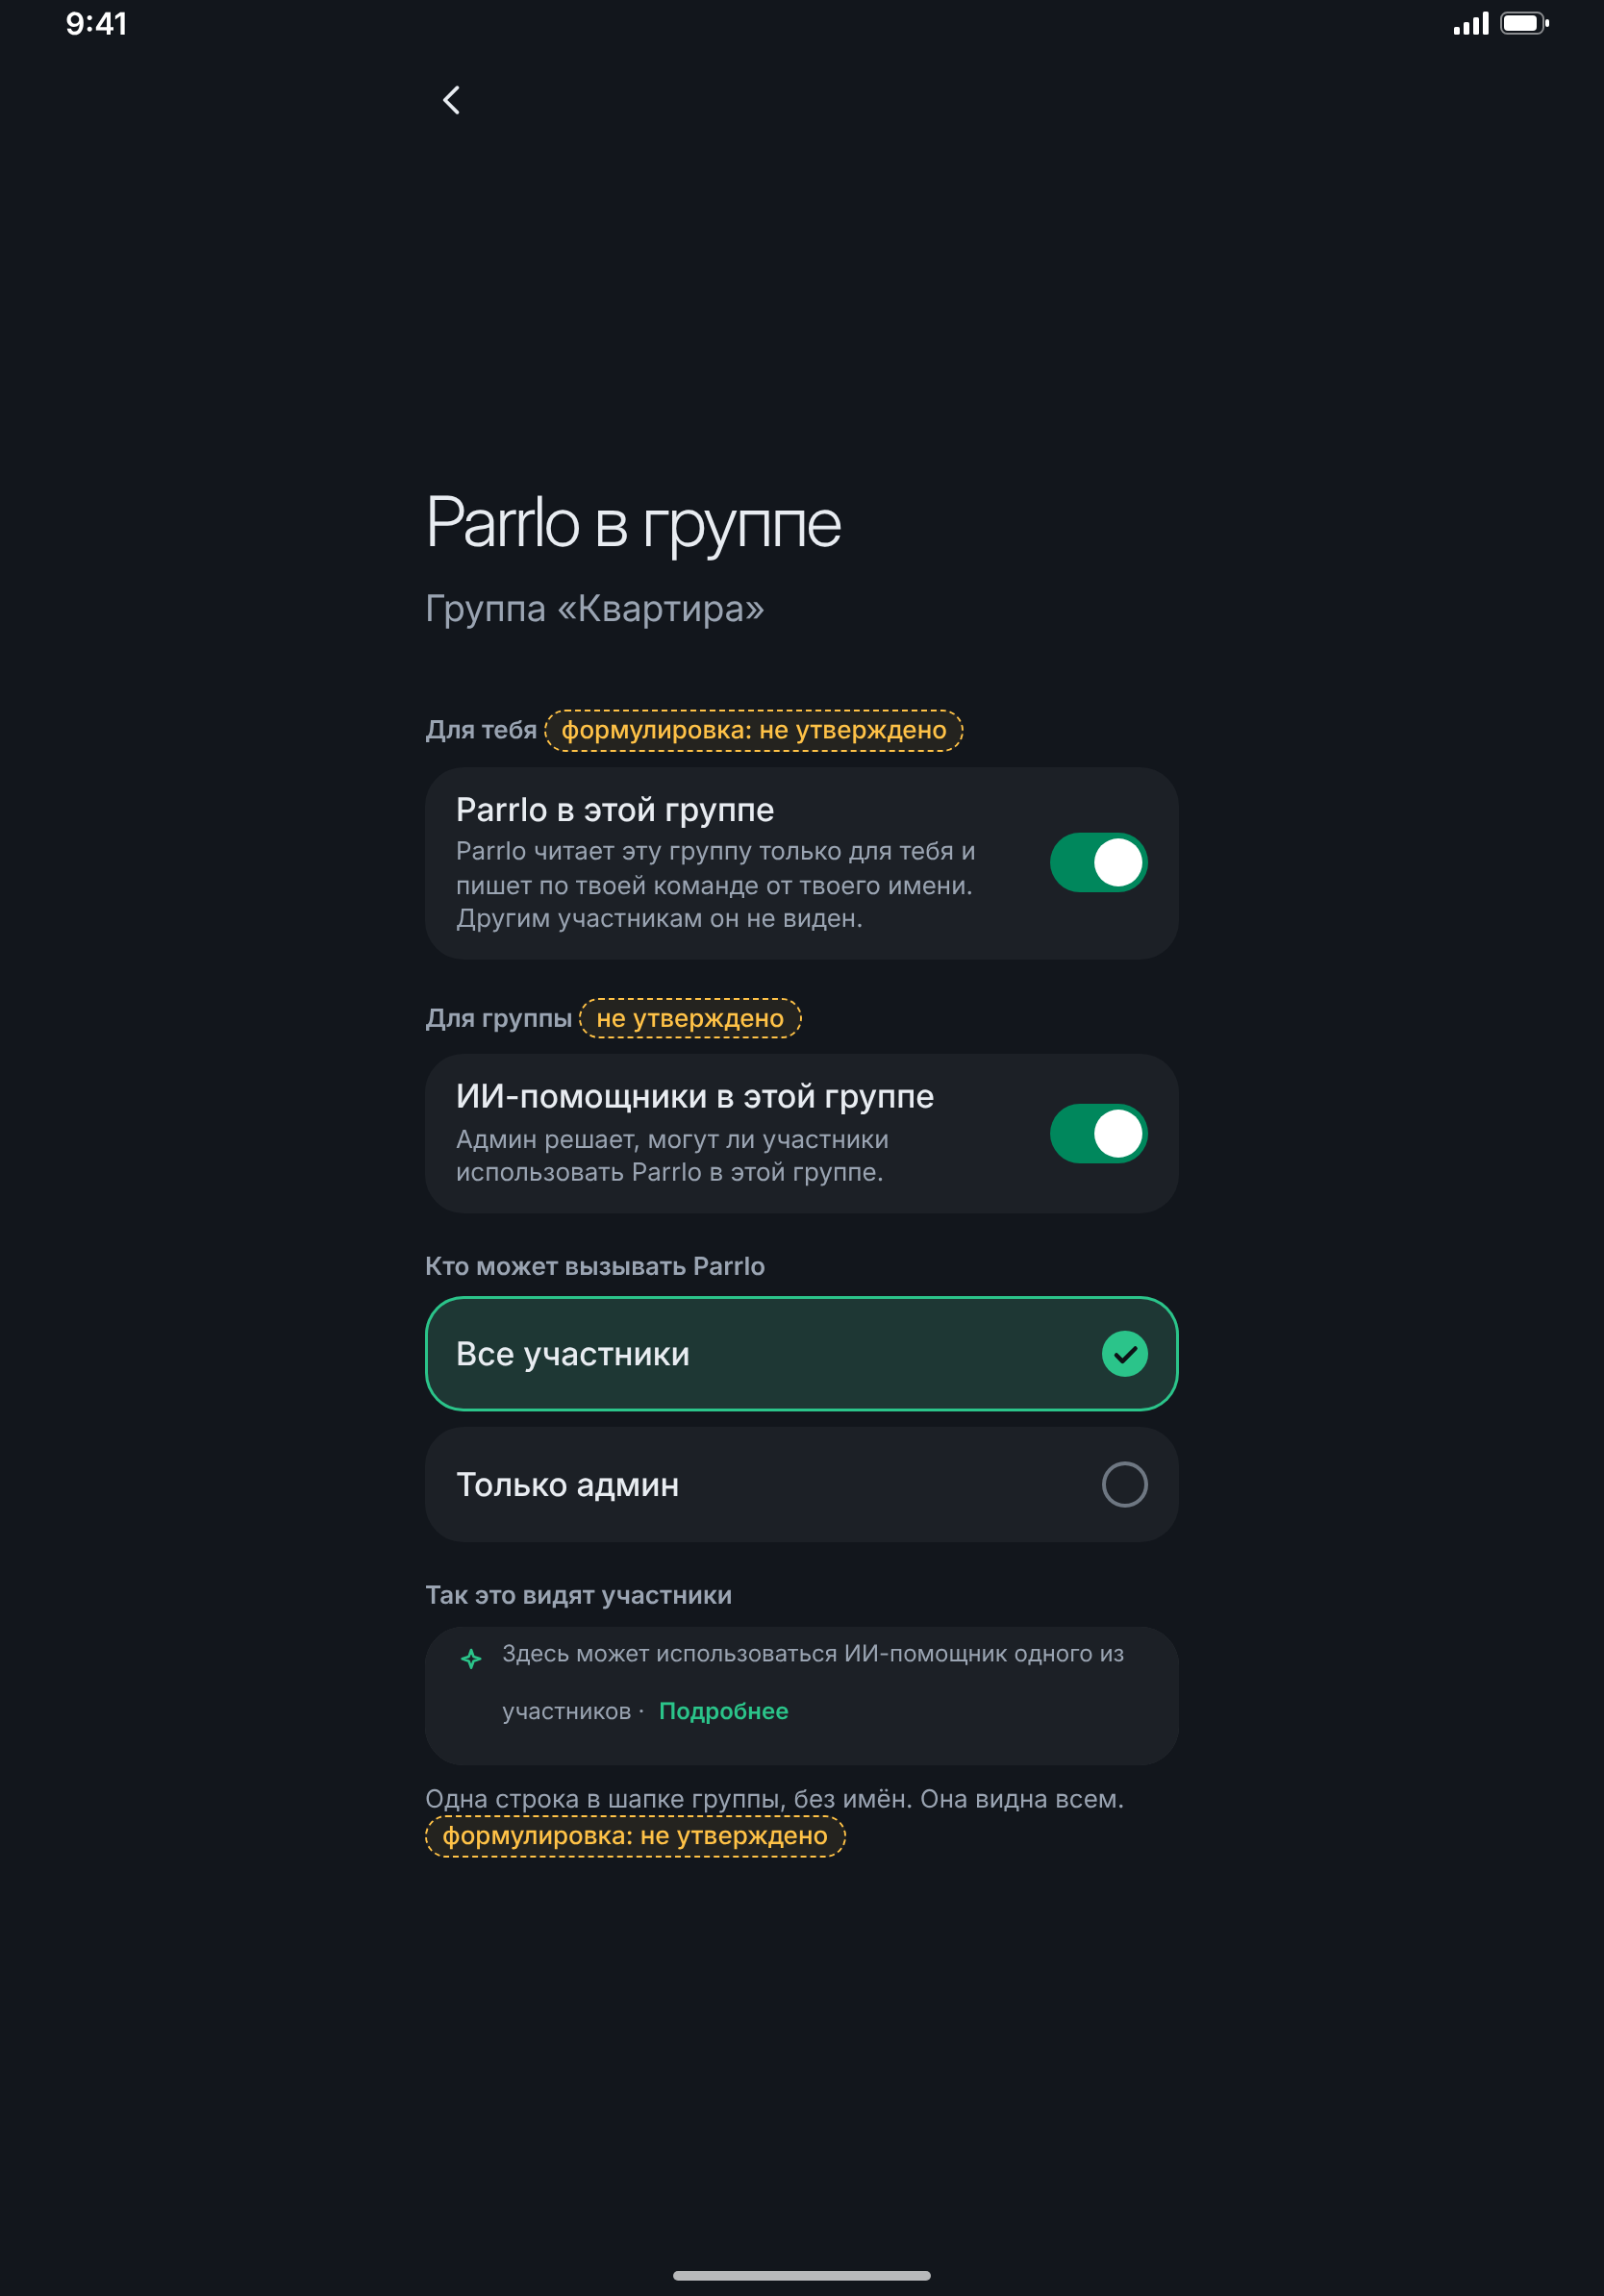 9:41
Parrlo в группе
Группа «Квартира»
Для тебя формулировка: не утверждено
Parrlo в этой группе
Parrlo читает эту группу только для тебя и
пишет по твоей команде от твоего имени.
Другим участникам он не виден.
Для группы не утверждено
ИИ-помощники в этой группе
Админ решает, могут ли участники
использовать Parrlo в этой группе.
Кто может вызывать Parrlo
Все участники
Только админ
Так это видят участники
Здесь может использоваться ИИ-помощник одного из
участников · Подробнее
Одна строка в шапке группы, без имён. Она видна всем.
формулировка: не утверждено